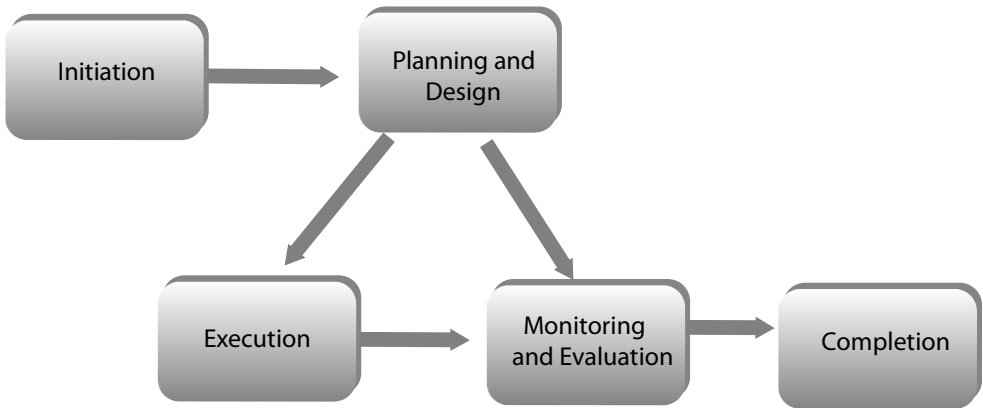 Initiation
Planning and
Design
Execution
Monitoring
and Evaluation
Completion